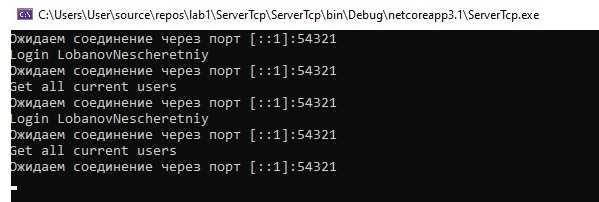 C:\Users\User\source\repos\lab1\ServerTcp\ServerTcp\bin\Debug\netcoreapp3.1\ServerTcp.exe
Ожидаем соединение через порт [::1]:54321
Login LobanovNescheretniy
Ожидаем соединение через порт [::1]:54321
Get all current users
Ожидаем соединение через порт [::1]:54321
Login LobanovNescheretniy
Ожидаем соединение через порт [::1]:54321
Get all current users
Ожидаем соединение через порт [::1]:54321